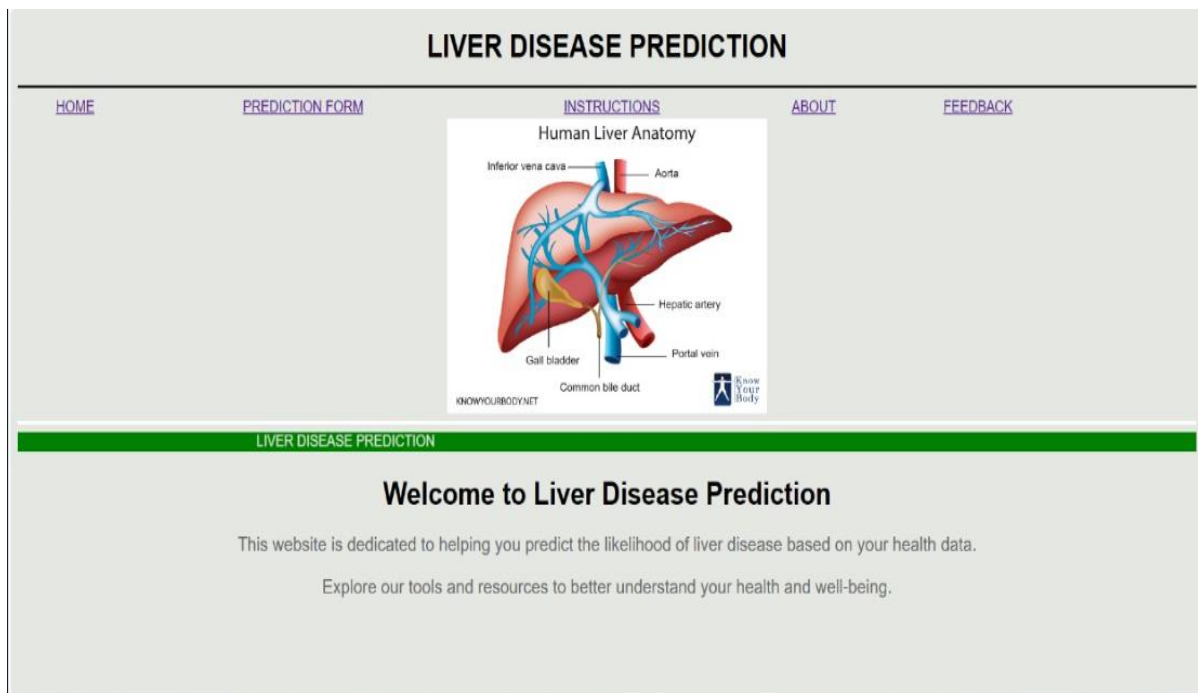 LIVER DISEASE PREDICTION
HOME PREDICTION FORM INSTRUCTIONS ABOUT FEEDBACK
Human Liver Anatomy
Inferior vena cava
Aorta
Hepatic artery
Portal vein
Gall bladder
Common bile duct
KNOWYOURBODY.NET
Know
Your
Body
LIVER DISEASE PREDICTION
Welcome to Liver Disease Prediction
This website is dedicated to helping you predict the likelihood of liver disease based on your health data.
Explore our tools and resources to better understand your health and well-being.